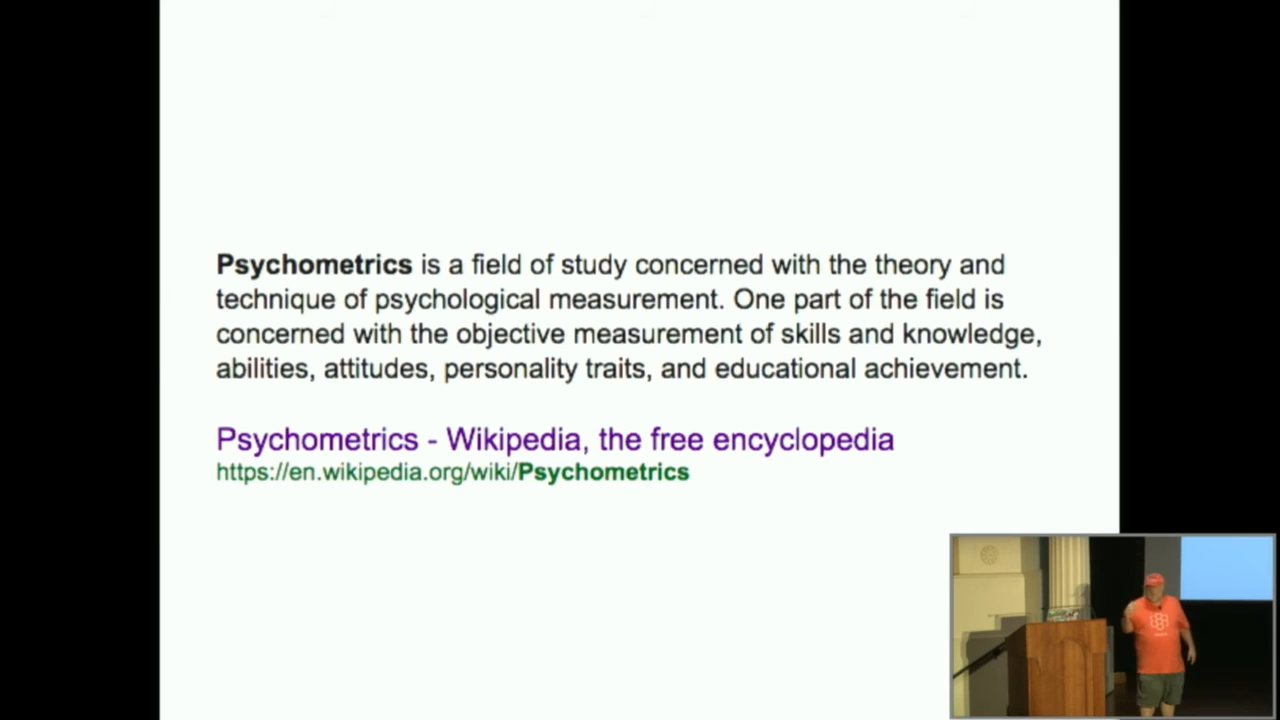 Psychometrics is a field of study concerned with the theory and
technique of psychological measurement. One part of the field is
concerned with the objective measurement of skills and knowledge,
abilities, attitudes, personality traits, and educational achievement.
Psychometrics - Wikipedia, the free encyclopedia
https://en.wikipedia.org/wiki/Psychometrics